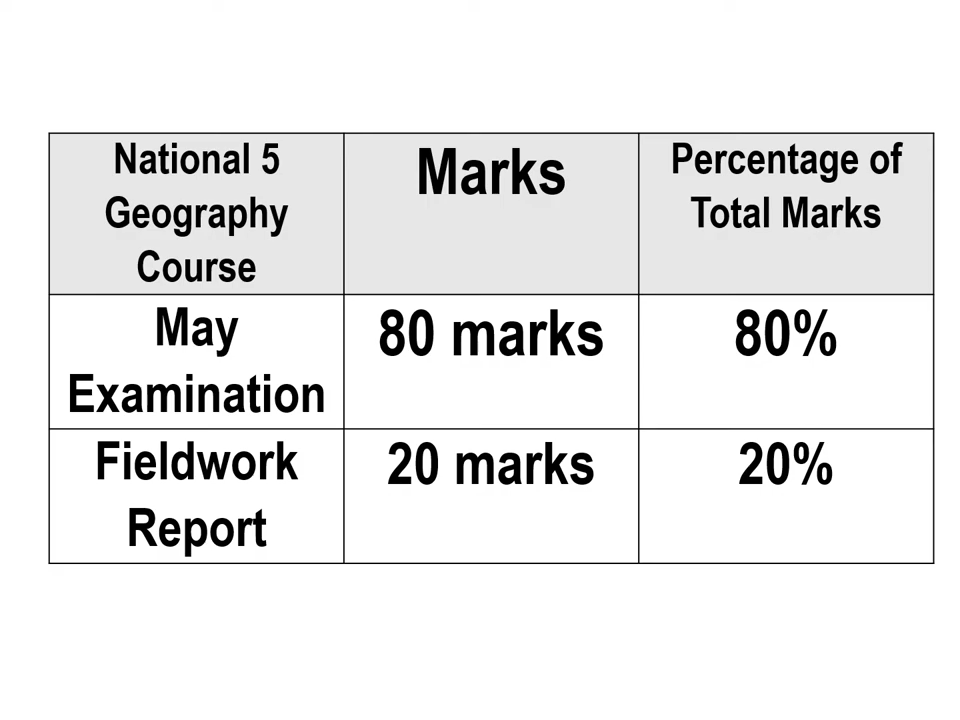 National 5
Geography
Course
Marks
Percentage of
Total Marks
May
Examination
80 marks
80%
Fieldwork
Report
20 marks
20%